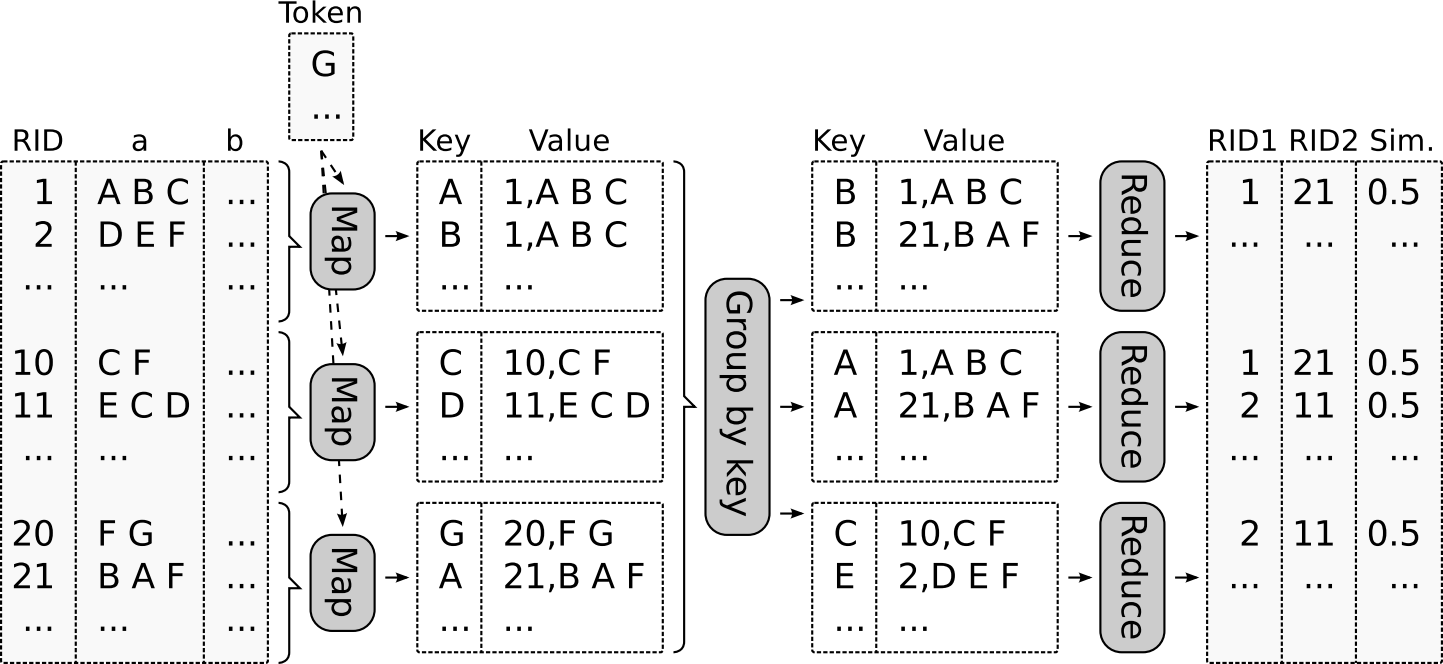 Token
G
...
RID a b Key Value Key Value RID1 RID2 Sim.
1 A B C ... A 1,A B C B 1,A B C 1 21 0.5
2 D E F ... B 1,A B C B 21,B A F ... ... ...
... ... ... ... ... ... ...
Map
Reduce
10 C F ... C 10,C F A 1,A B C 1 21 0.5
11 E C D ... D 11,E C D A 21,B A F 2 11 0.5
... ... ... ... ... ... ... ... ... ...
Map
Group by key
Reduce
20 F G ... G 20,F G C 10,C F 2 11 0.5
21 B A F ... A 21,B A F E 2,D E F ... ... ...
... ... ... ... ... ... ...
Map
Reduce